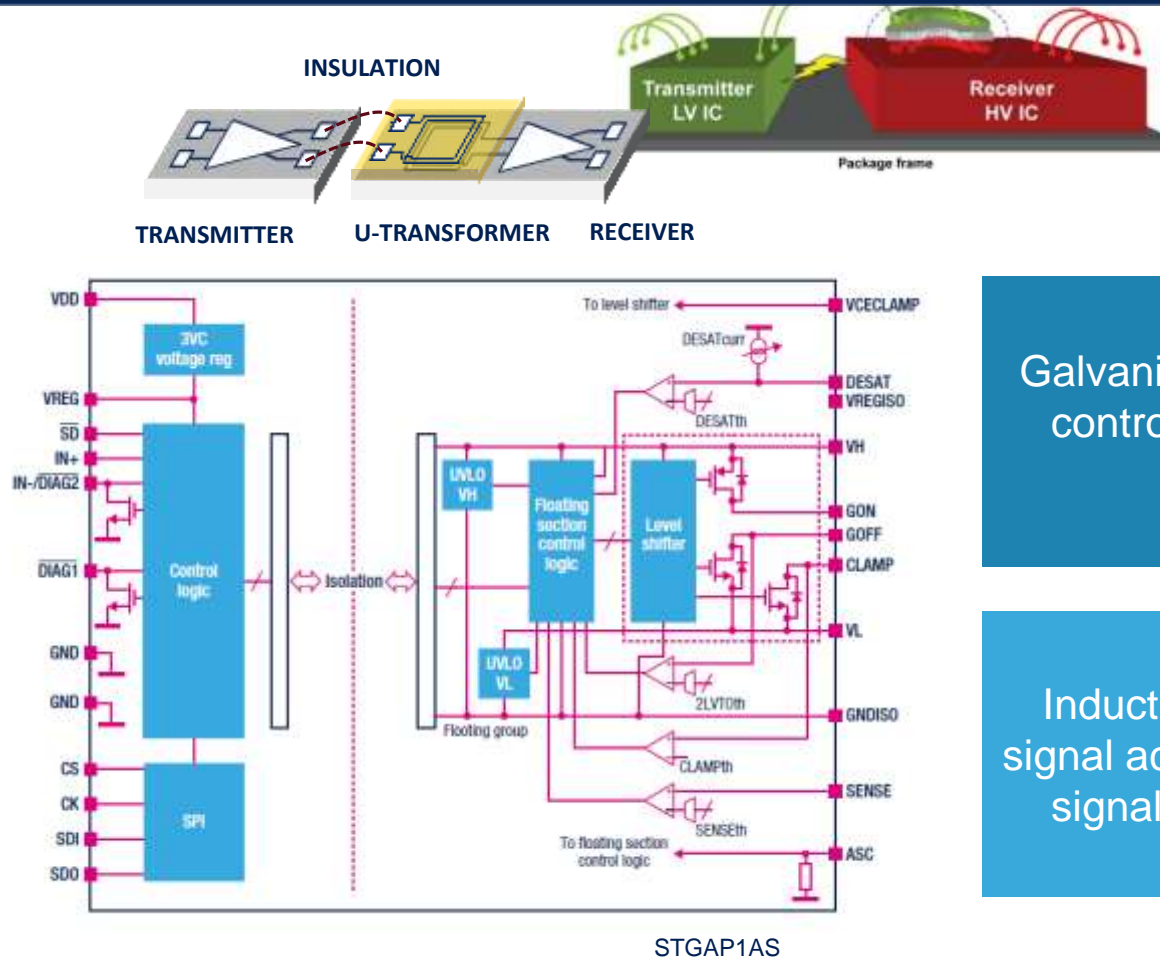 INSULATION
Transmitter
LV IC
Receiver
HV IC
Package frame
TRANSMITTER
U-TRANSFORMER
RECEIVER
VDD
VREG
SD
IN+
IN-/DIAG2
DIAG1
GND
GND
CS
CK
SDI
SDO
3VC
voltage reg
Control
logic
SPI
Isolation
To level shifter
DESATcurr
DESATth
UVLO
VH
Floating
section
control
logic
Level
shifter
UVLO
VL
Flooting group
2LVTOth
CLAMPth
SENSEth
To floating section
control logic
VCECLAMP
DESAT
VREGISO
VH
GON
GOFF
CLAMP
VL
GNDISO
SENSE
ASC
STGAP1AS
Galvani
contro
Induct
signal ac
signal